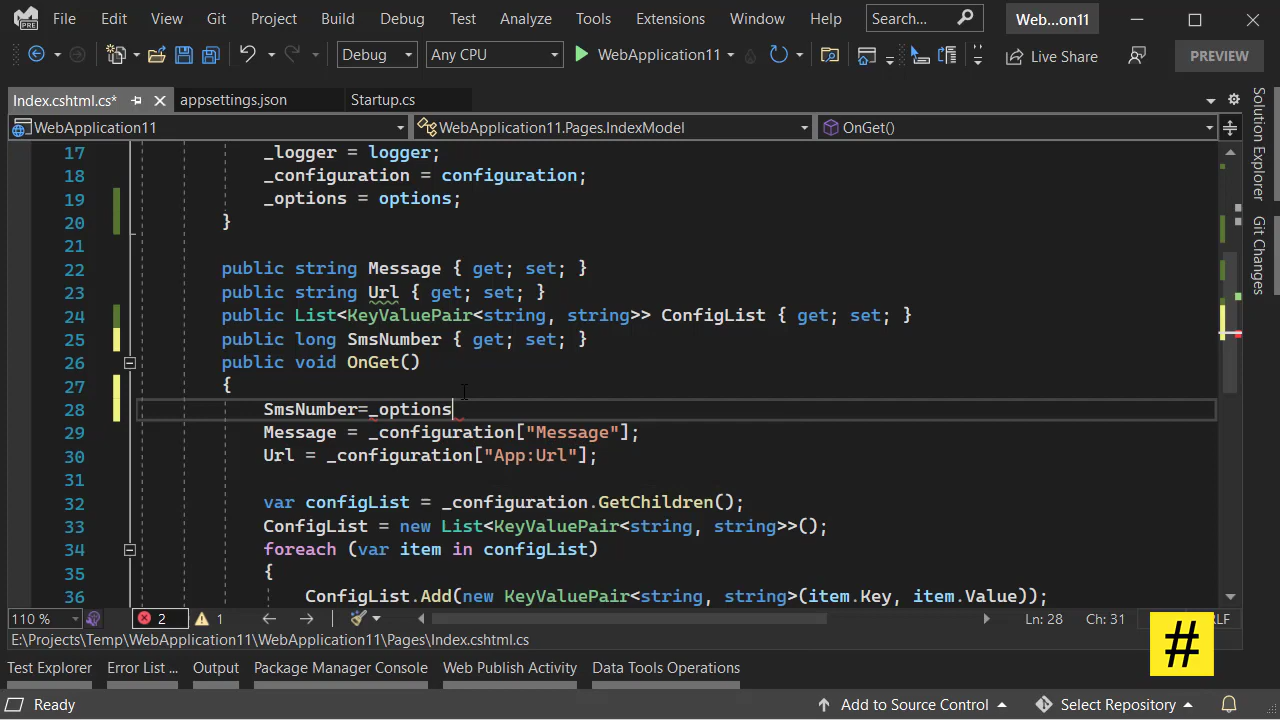 File Edit View Git Project Build Debug Test Analyze Tools Extensions Window Help Search... Web...on11
PRE
Debug Any CPU WebApplication11 Live Share PREVIEW
Index.cshtml.cs* appsettings.json Startup.cs
WebApplication11 WebApplication11.Pages.IndexModel OnGet()
17 _logger = logger;
18 _configuration = configuration;
19 _options = options;
20 }
21
22 public string Message { get; set; }
23 public string Url { get; set; }
24 public List<KeyValuePair<string, string>> ConfigList { get; set; }
25 public long SmsNumber { get; set; }
26 public void OnGet()
27 {
28 SmsNumber=_options
29 Message = _configuration["Message"];
30 Url = _configuration["App:Url"];
31
32 var configList = _configuration.GetChildren();
33 ConfigList = new List<KeyValuePair<string, string>>();
34 foreach (var item in configList)
35 {
36 ConfigList.Add(new KeyValuePair<string, string>(item.Key, item.Value));
Solution Explorer
Git Changes
110 % 2 1 Ln: 28 Ch: 31 LF
#
E:\Projects\Temp\WebApplication11\WebApplication11\Pages\Index.cshtml.cs
Test Explorer Error List ... Output Package Manager Console Web Publish Activity Data Tools Operations
Ready Add to Source Control Select Repository